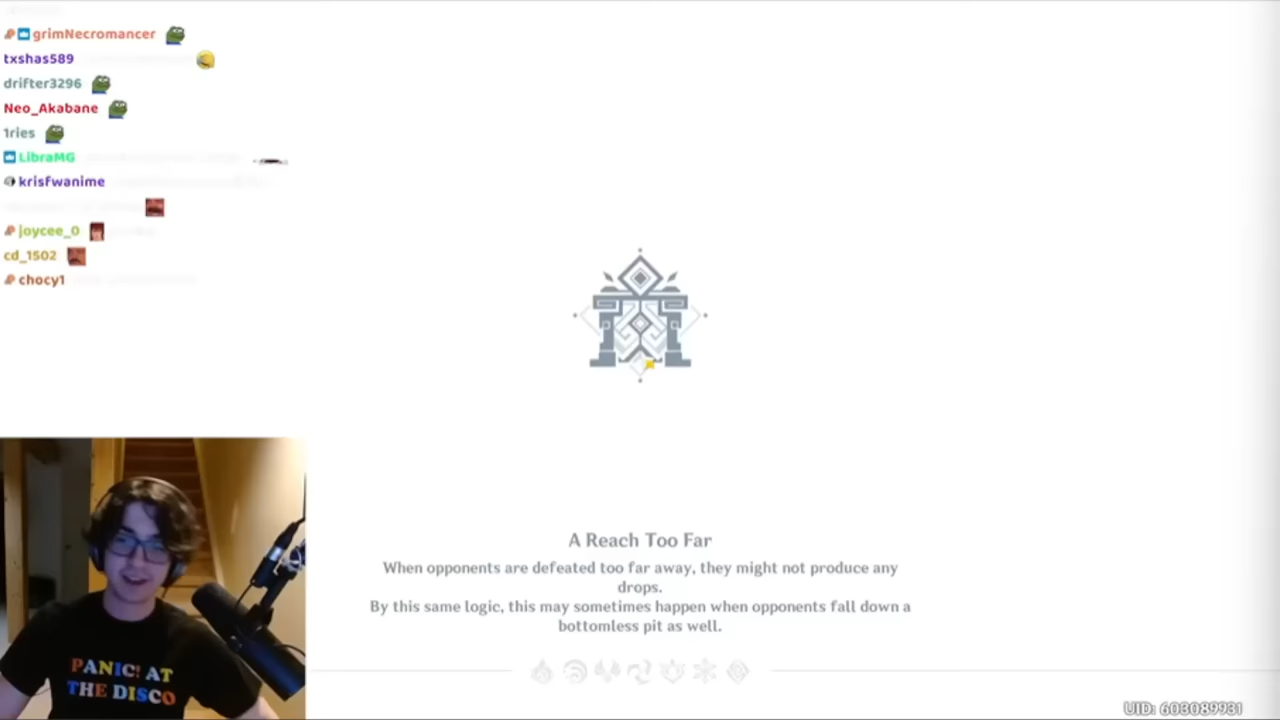 grimNecromancer
txshas589
drifter3296
Neo_Akabane
1ries
LibraMG
krisfwanime
joycee_0
cd_1502
chocy1
A Reach Too Far
When opponents are defeated too far away, they might not produce any
drops.
By this same logic, this may sometimes happen when opponents fall down a
bottomless pit as well.
PANIC! AT
THE DISCO
UID: 603089931